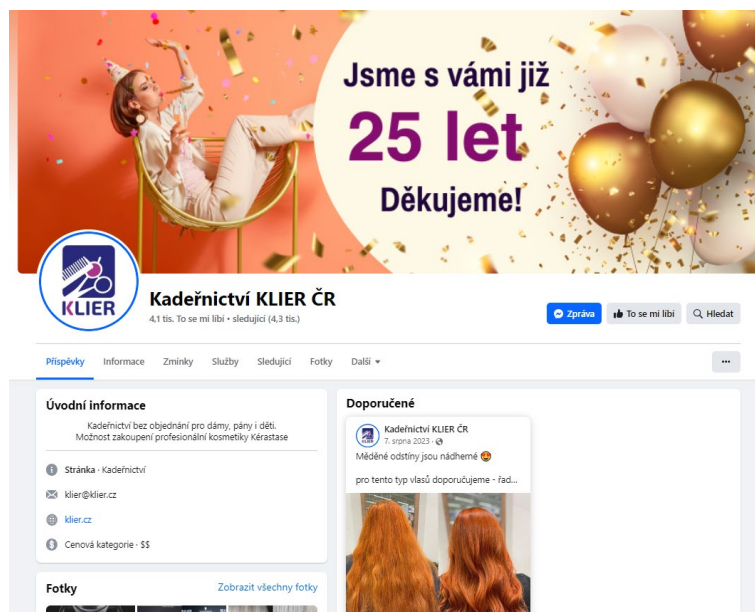 Jsme s vámi již
25 let
Děkujeme!
KLIER
Kadeřnictví KLIER ČR
4,1 tis. To se mi líbí • sledující (4,3 tis.)
Zpráva
To se mi líbí
Hledat
Příspěvky Informace Zmínky Služby Sledující Fotky Další
Úvodní informace
Kadeřnictví bez objednání pro dámy, pány i děti.
Možnost zakoupení profesionální kosmetiky Kérastase
Stránka · Kadeřnictví
klier@klier.cz
klier.cz
Cenová kategorie · $$
Fotky
Zobrazit všechny fotky
Doporučené
Kadeřnictví KLIER ČR
7. srpna 2023 ·
Měděné odstíny jsou nádherné 😍
pro tento typ vlasů doporučujeme - řad...